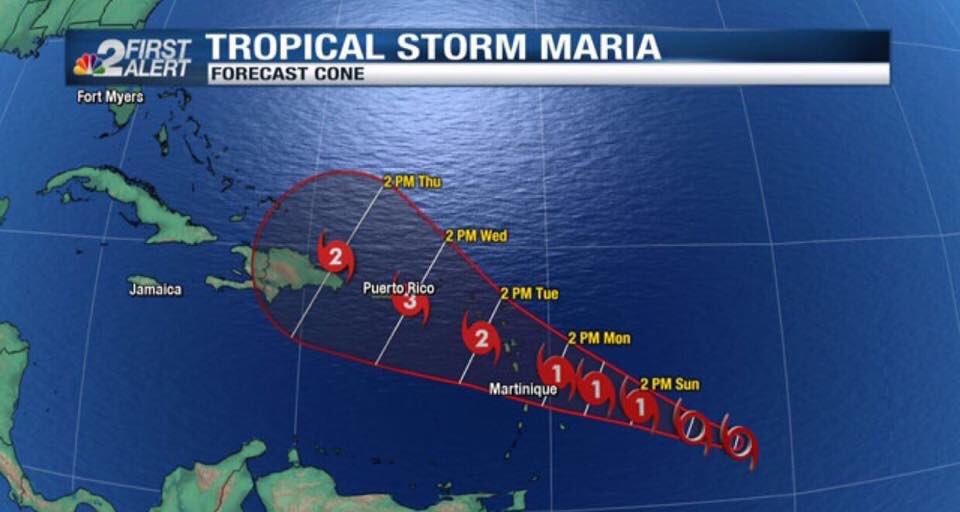 2 FIRST ALERT
TROPICAL STORM MARIA
FORECAST CONE
Fort Myers
2 PM Thu
2 PM Wed
2
Jamaica
Puerto Rico
3
2 PM Tue
2
2 PM Mon
Martinique
1
1
2 PM Sun
1